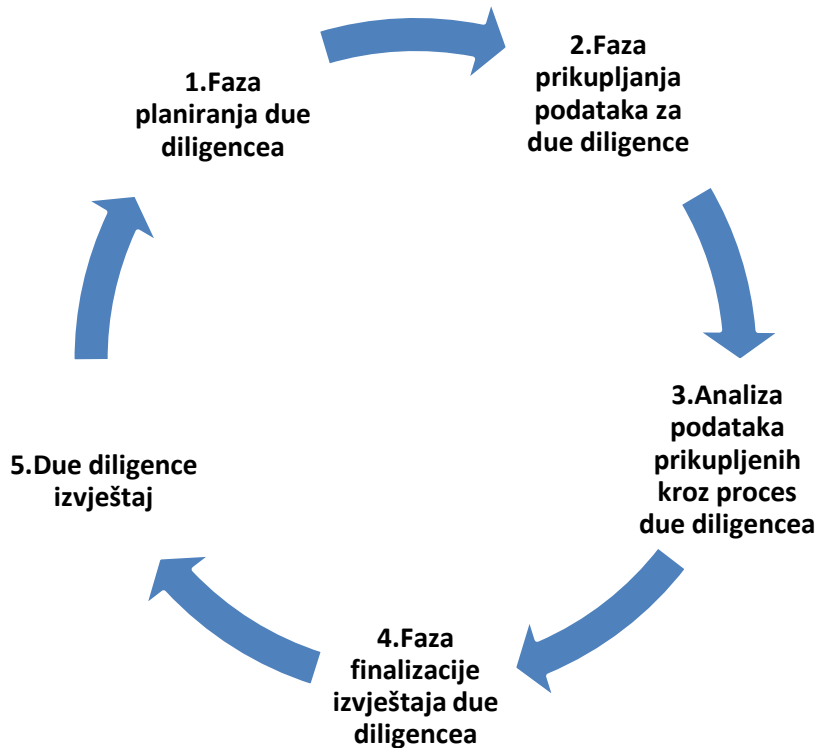 1.Faza
planiranja due
diligencea
2.Faza
prikupljanja
podataka za
due diligence
3.Analiza
podataka
prikupljenih
kroz proces
due diligencea
4.Faza
finalizacije
izvještaja due
diligencea
5.Due diligence
izvještaj